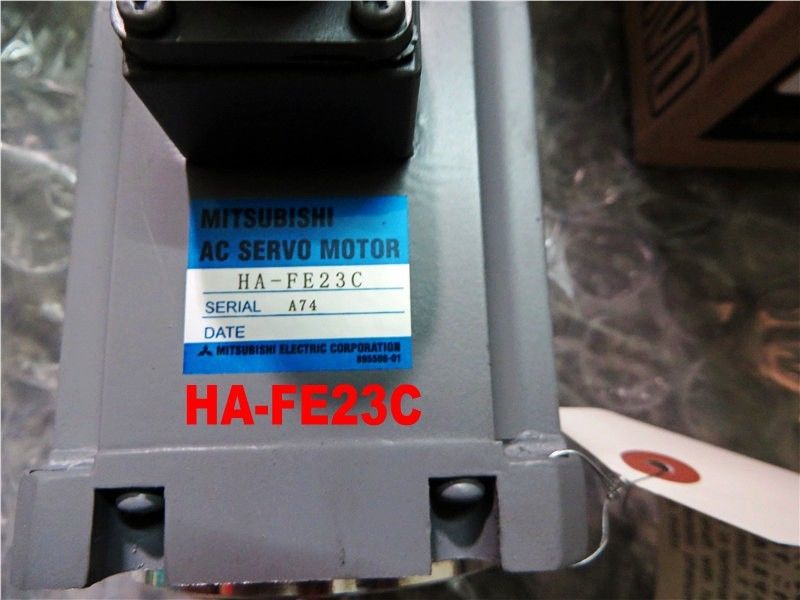 MITSUBISHI
AC SERVO MOTOR
HA-FE23C
SERIAL A74
DATE
MITSUBISHI ELECTRIC CORPORATION
HA-FE23C